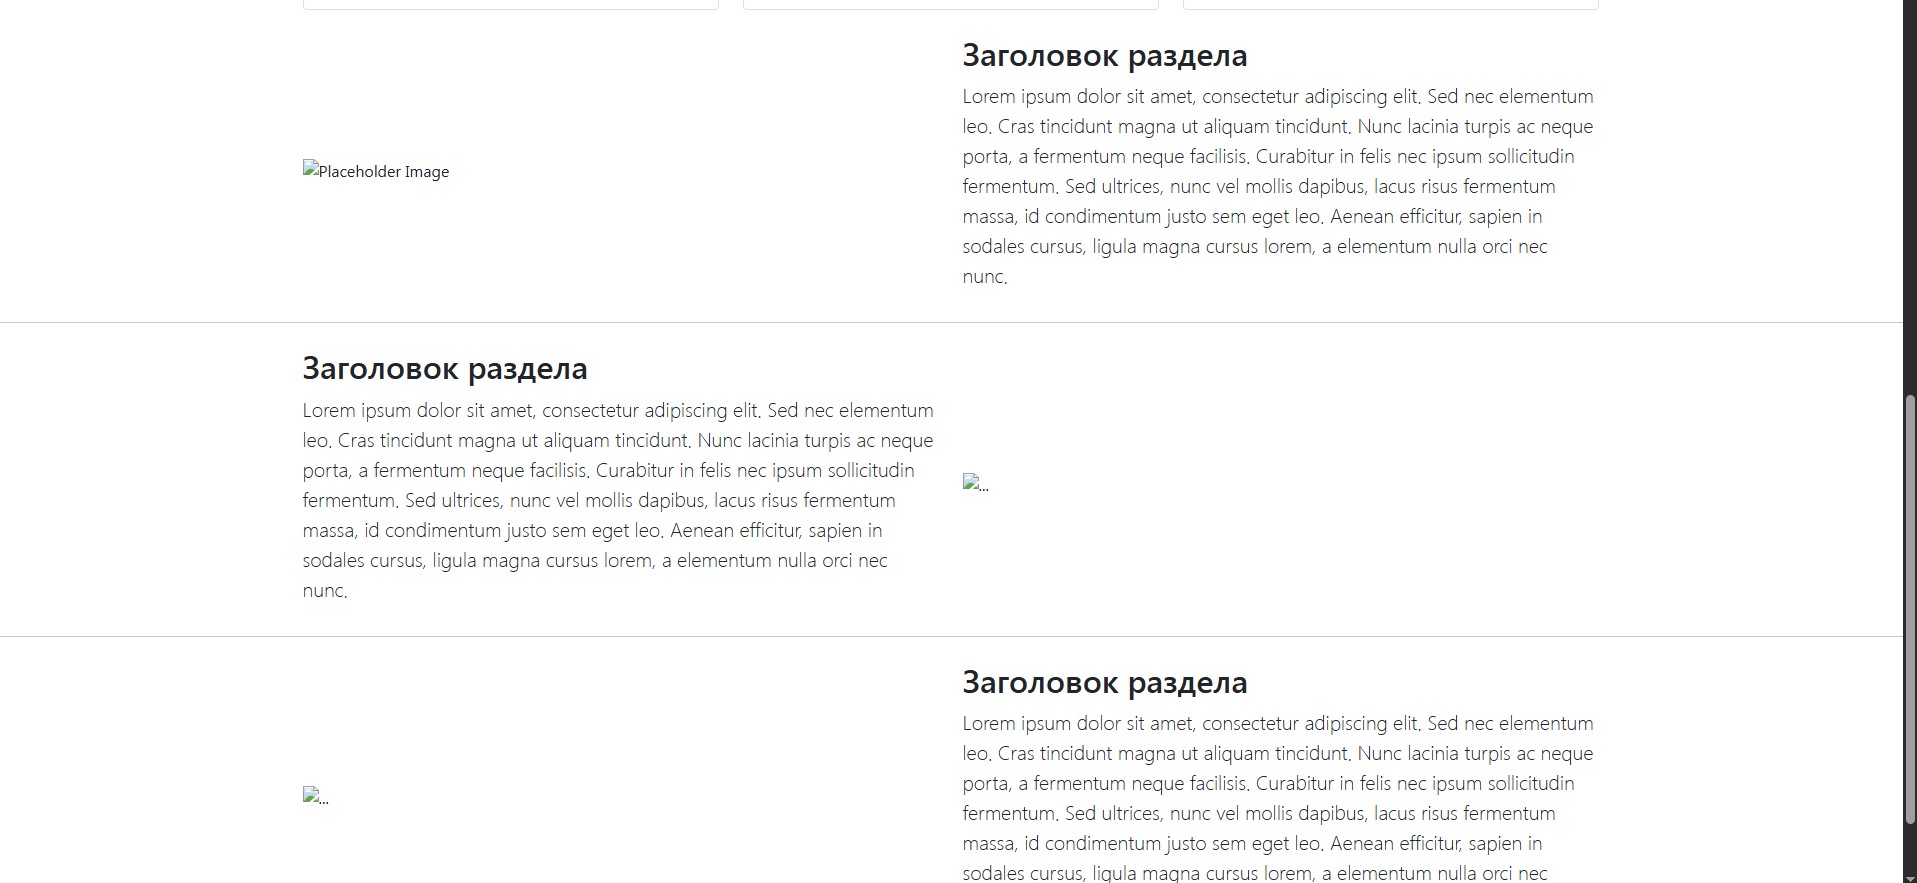 Заголовок раздела
Lorem ipsum dolor sit amet, consectetur adipiscing elit. Sed nec elementum
leo. Cras tincidunt magna ut aliquam tincidunt. Nunc lacinia turpis ac neque
porta, a fermentum neque facilisis. Curabitur in felis nec ipsum sollicitudin
fermentum. Sed ultrices, nunc vel mollis dapibus, lacus risus fermentum
massa, id condimentum justo sem eget leo. Aenean efficitur, sapien in
sodales cursus, ligula magna cursus lorem, a elementum nulla orci nec
nunc.
Placeholder Image
Заголовок раздела
Lorem ipsum dolor sit amet, consectetur adipiscing elit. Sed nec elementum
leo. Cras tincidunt magna ut aliquam tincidunt. Nunc lacinia turpis ac neque
porta, a fermentum neque facilisis. Curabitur in felis nec ipsum sollicitudin
fermentum. Sed ultrices, nunc vel mollis dapibus, lacus risus fermentum
massa, id condimentum justo sem eget leo. Aenean efficitur, sapien in
sodales cursus, ligula magna cursus lorem, a elementum nulla orci nec
nunc.
...
...
Заголовок раздела
Lorem ipsum dolor sit amet, consectetur adipiscing elit. Sed nec elementum
leo. Cras tincidunt magna ut aliquam tincidunt. Nunc lacinia turpis ac neque
porta, a fermentum neque facilisis. Curabitur in felis nec ipsum sollicitudin
fermentum. Sed ultrices, nunc vel mollis dapibus, lacus risus fermentum
massa, id condimentum justo sem eget leo. Aenean efficitur, sapien in
sodales cursus, ligula magna cursus lorem, a elementum nulla orci nec